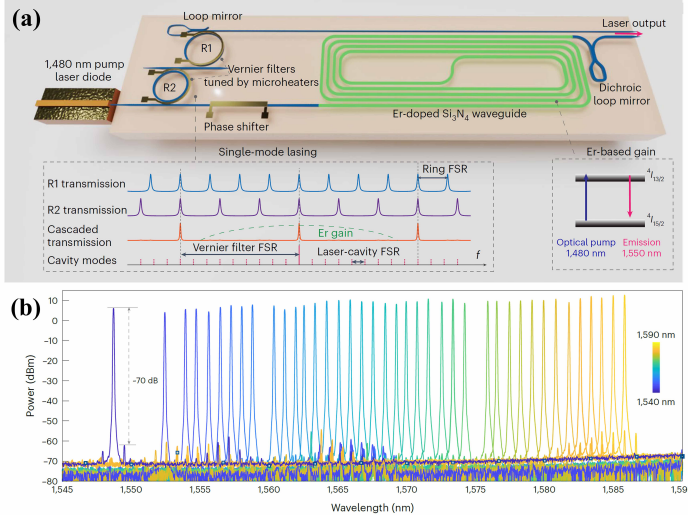 (a)
Loop mirror
Laser output
R1
1,480 nm pump
laser diode
Vernier filters
tuned by microheaters
R2
Dichroic
loop mirror
Er-doped Si3N4 waveguide
Phase shifter
Single-mode lasing
Er-based gain
Ring FSR
R1 transmission
R2 transmission
Cascaded
transmission
Er gain
Vernier filter FSR
Laser-cavity FSR
f
Cavity modes
4I13/2
4I15/2
Optical pump
1,480 nm
Emission
1,550 nm
(b)
10
0
−10
−20
−30
−40
−50
−60
−70
−80
Power (dBm)
~70 dB
1,590 nm
1,540 nm
1,545
1,550
1,555
1,560
1,565
1,570
1,575
1,580
1,585
1,59
Wavelength (nm)